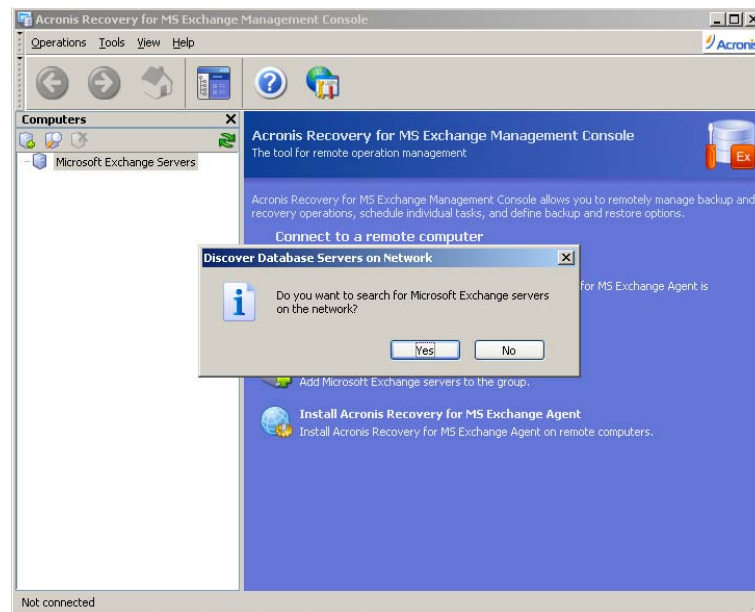 Acronis Recovery for MS Exchange Management Console
Operations Tools View Help
Acronis
Computers
Microsoft Exchange Servers
Acronis Recovery for MS Exchange Management Console
The tool for remote operation management
Ex
Acronis Recovery for MS Exchange Management Console allows you to remotely manage backup and
recovery operations, schedule individual tasks, and define backup and restore options.
Connect to a remote computer
for MS Exchange Agent is
Discover Database Servers on Network
Do you want to search for Microsoft Exchange servers
on the network?
Yes No
Add Microsoft Exchange servers to the group.
Install Acronis Recovery for MS Exchange Agent
Install Acronis Recovery for MS Exchange Agent on remote computers.
Not connected